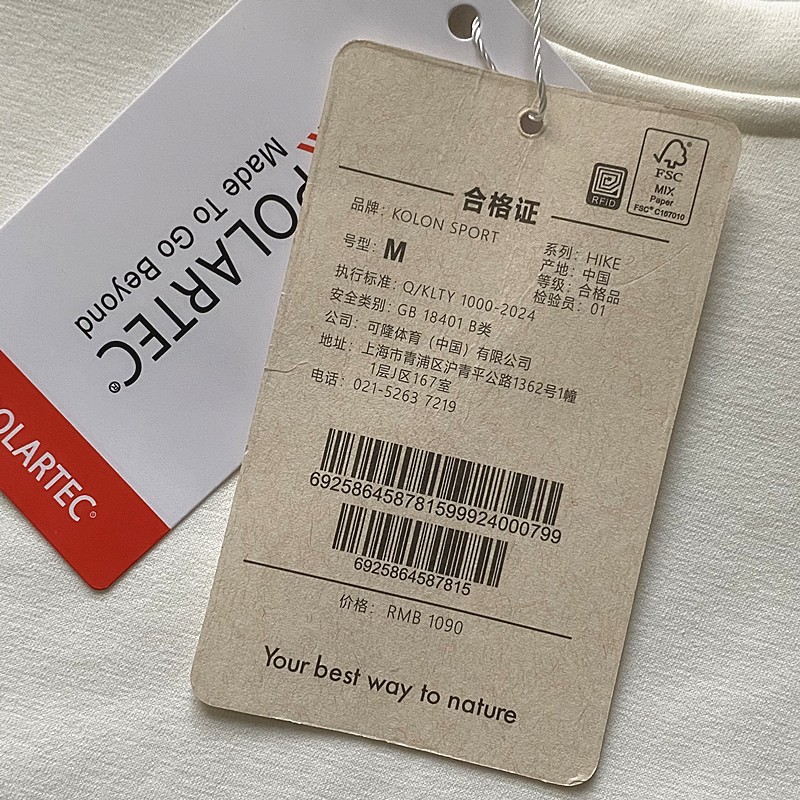 POLARTEC®
Made To Go Beyond
OLARTEC
FSC
MIX
Paper
FSC® C167010
RFID
合格证
品牌: KOLON SPORT
号型: M
系列: HIKE
产地: 中国
等级: 合格品
检验员: 01
执行标准: Q/KLTY 1000-2024
安全类别: GB 18401 B类
公司: 可隆体育（中国）有限公司
地址: 上海市青浦区沪青平公路1362号1幢
1层J区167室
电话: 021-5263 7219
692586458781599924000799
6925864587815
价格: RMB 1090
Your best way to nature